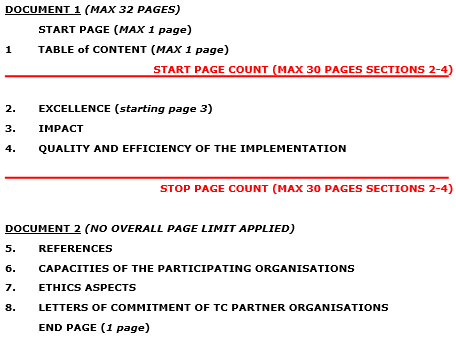 DOCUMENT 1 (MAX 32 PAGES)
START PAGE (MAX 1 page)
1 TABLE of CONTENT (MAX 1 page)
START PAGE COUNT (MAX 30 PAGES SECTIONS 2-4)
2. EXCELLENCE (starting page 3)
3. IMPACT
4. QUALITY AND EFFICIENCY OF THE IMPLEMENTATION
STOP PAGE COUNT (MAX 30 PAGES SECTIONS 2-4)
DOCUMENT 2 (NO OVERALL PAGE LIMIT APPLIED)
5. REFERENCES
6. CAPACITIES OF THE PARTICIPATING ORGANISATIONS
7. ETHICS ASPECTS
8. LETTERS OF COMMITMENT OF TC PARTNER ORGANISATIONS
END PAGE (1 page)